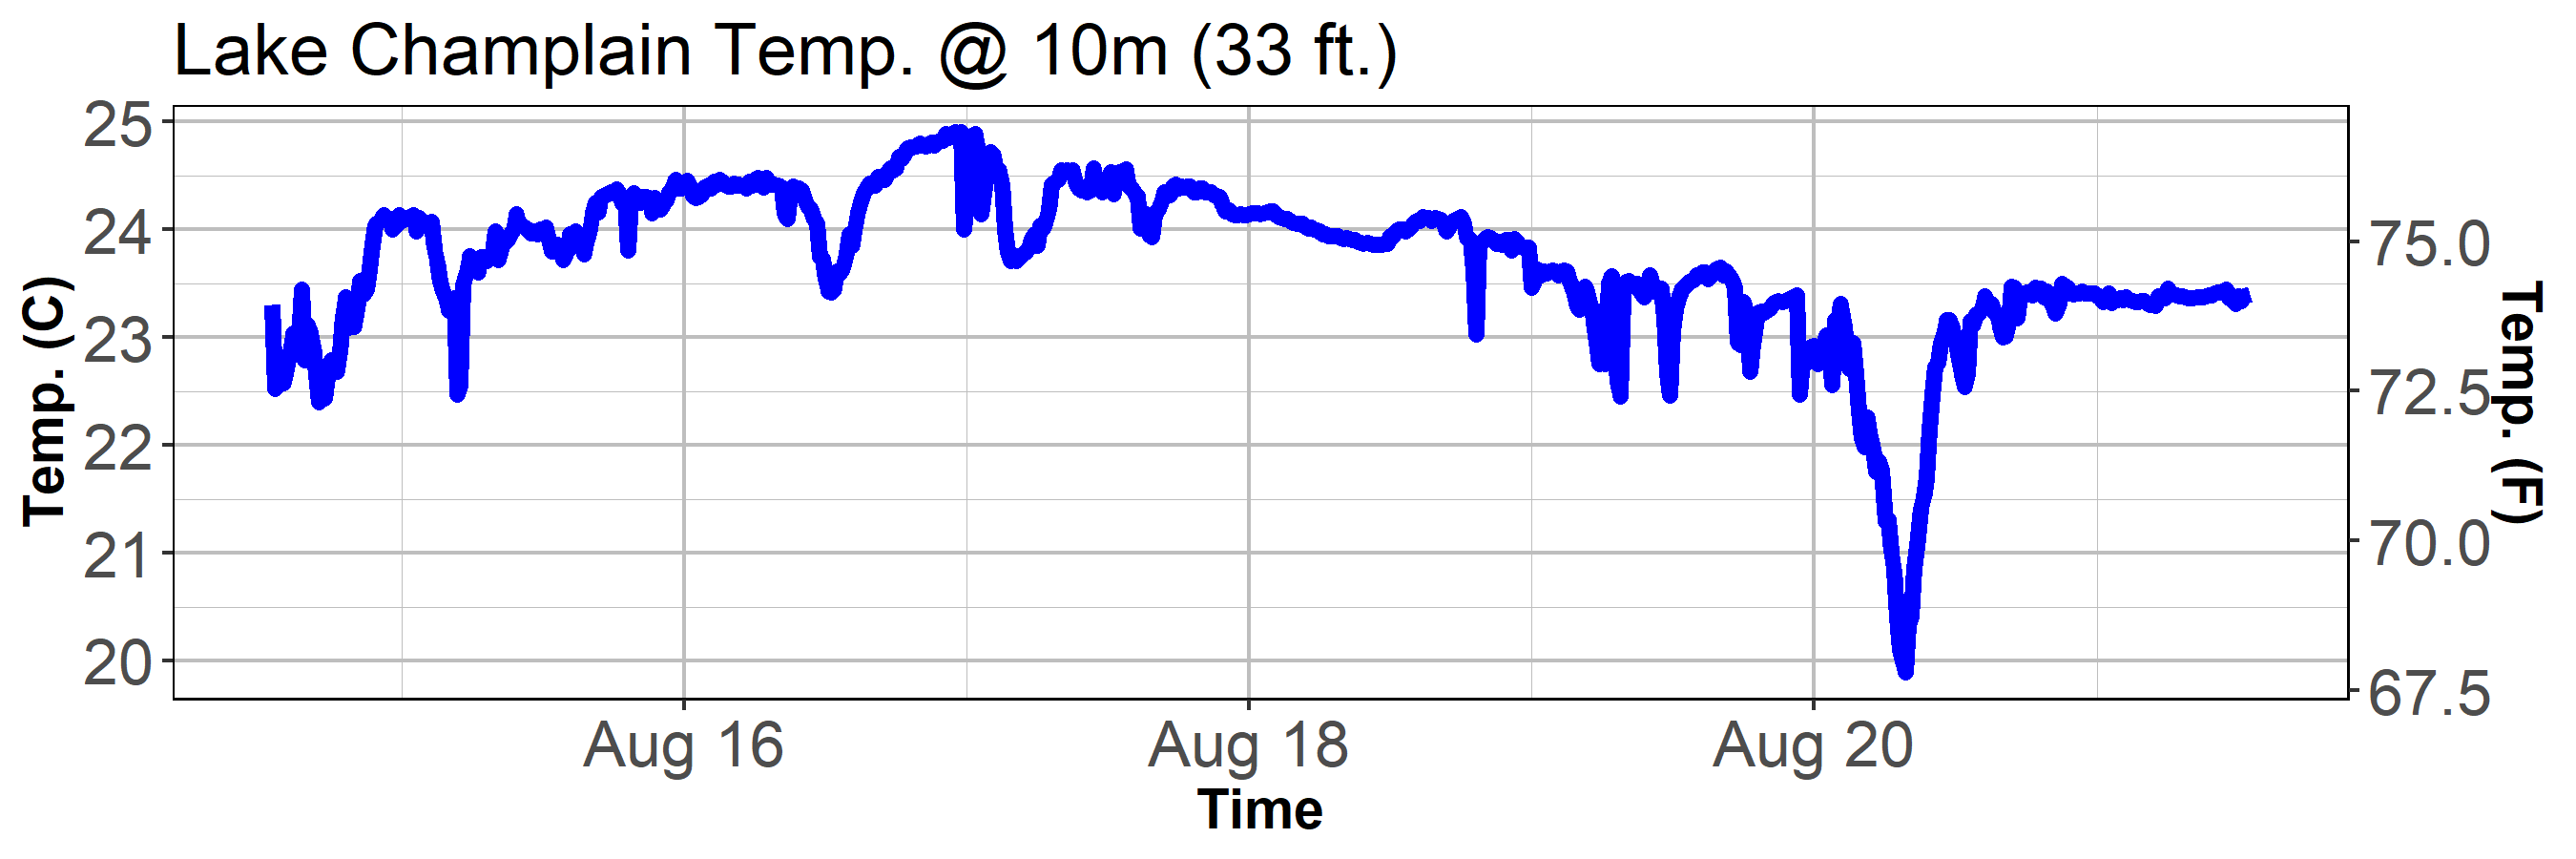 Lake Champlain Temp. @ 10m (33 ft.)
Temp. (C)
25
24
23
22
21
20
75.0
72.5
70.0
67.5
Temp. (F)
Aug 16 Aug 18 Aug 20
Time